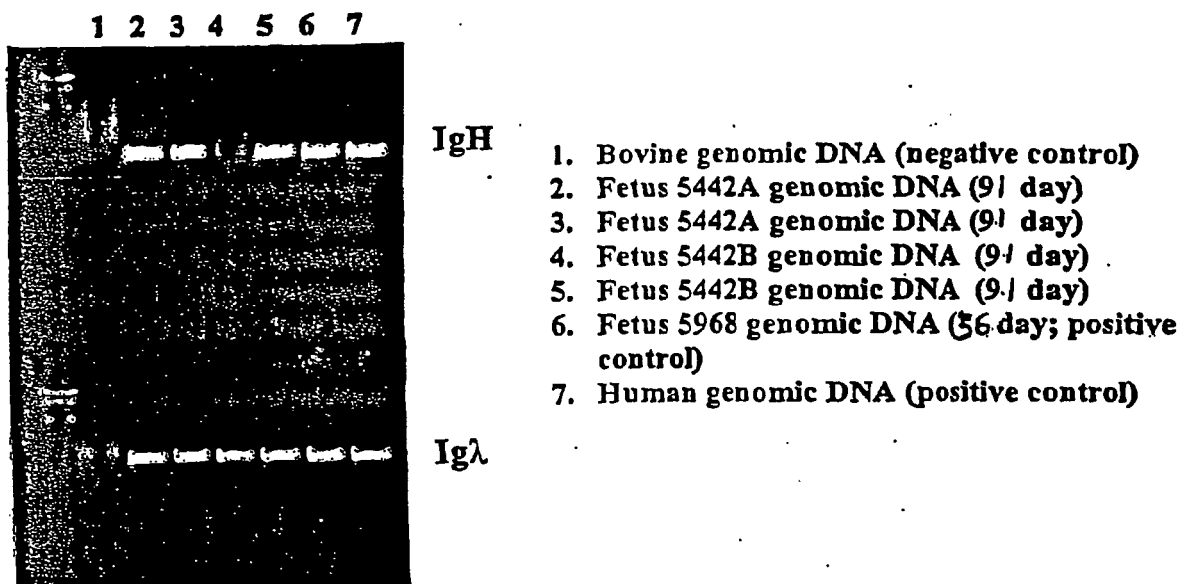 1 2 3 4 5 6 7
IgH
Igλ
1. Bovine genomic DNA (negative control)
2. Fetus 5442A genomic DNA (91 day)
3. Fetus 5442A genomic DNA (91 day)
4. Fetus 5442B genomic DNA (91 day)
5. Fetus 5442B genomic DNA (91 day)
6. Fetus 5968 genomic DNA (56 day; positive
control)
7. Human genomic DNA (positive control)